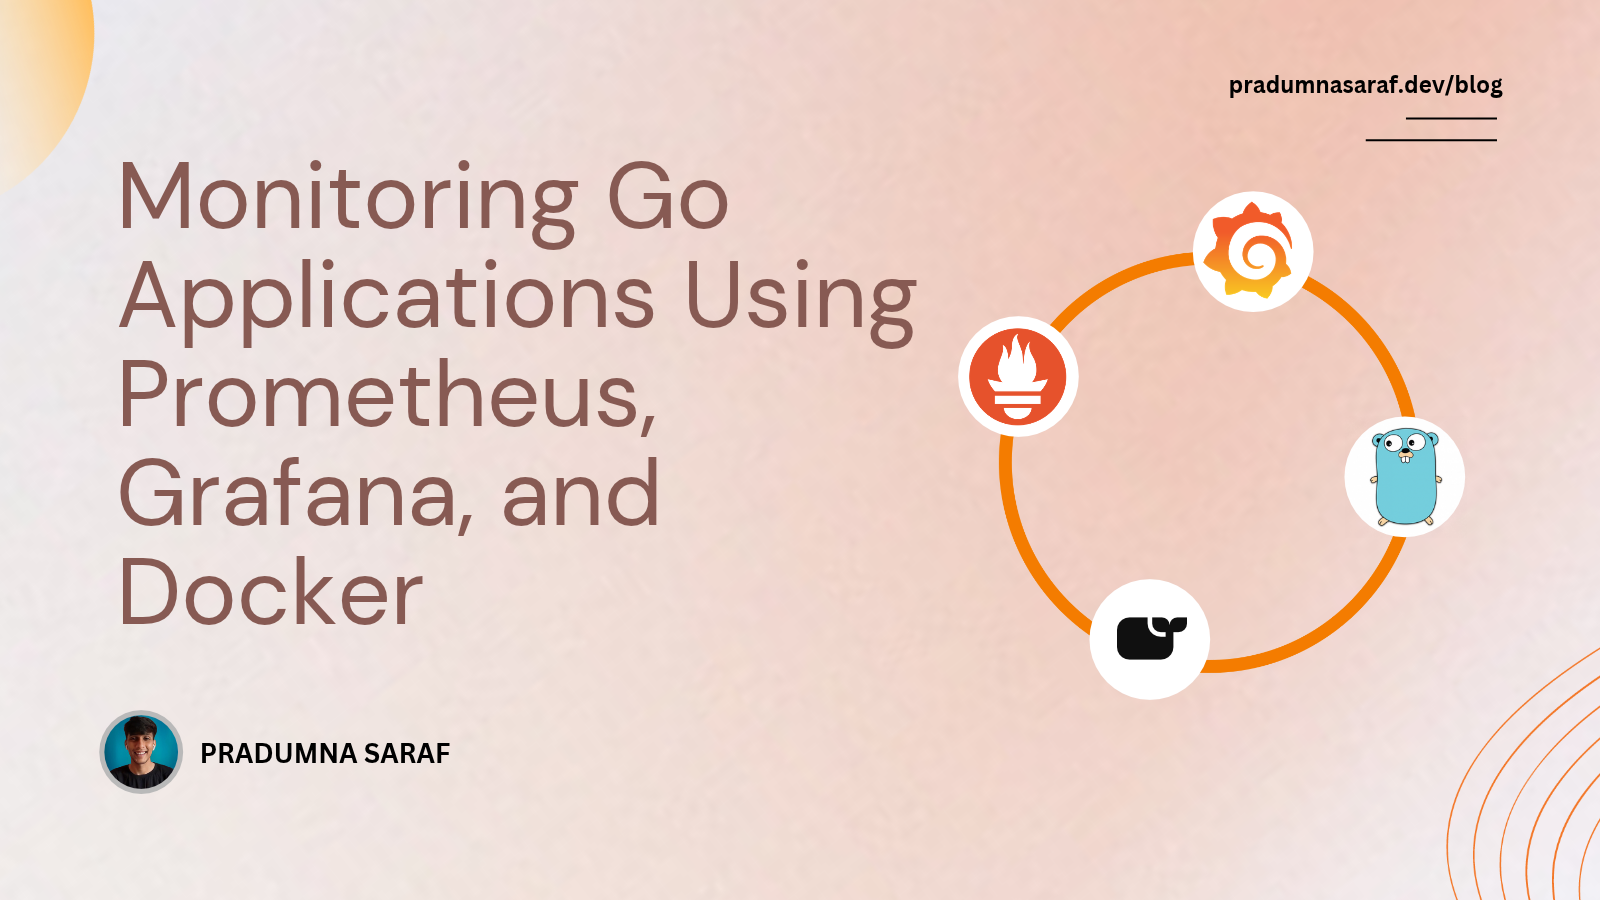 pradumnasaraf.dev/blog
Monitoring Go
Applications Using
Prometheus,
Grafana, and
Docker
PRADUMNA SARAF